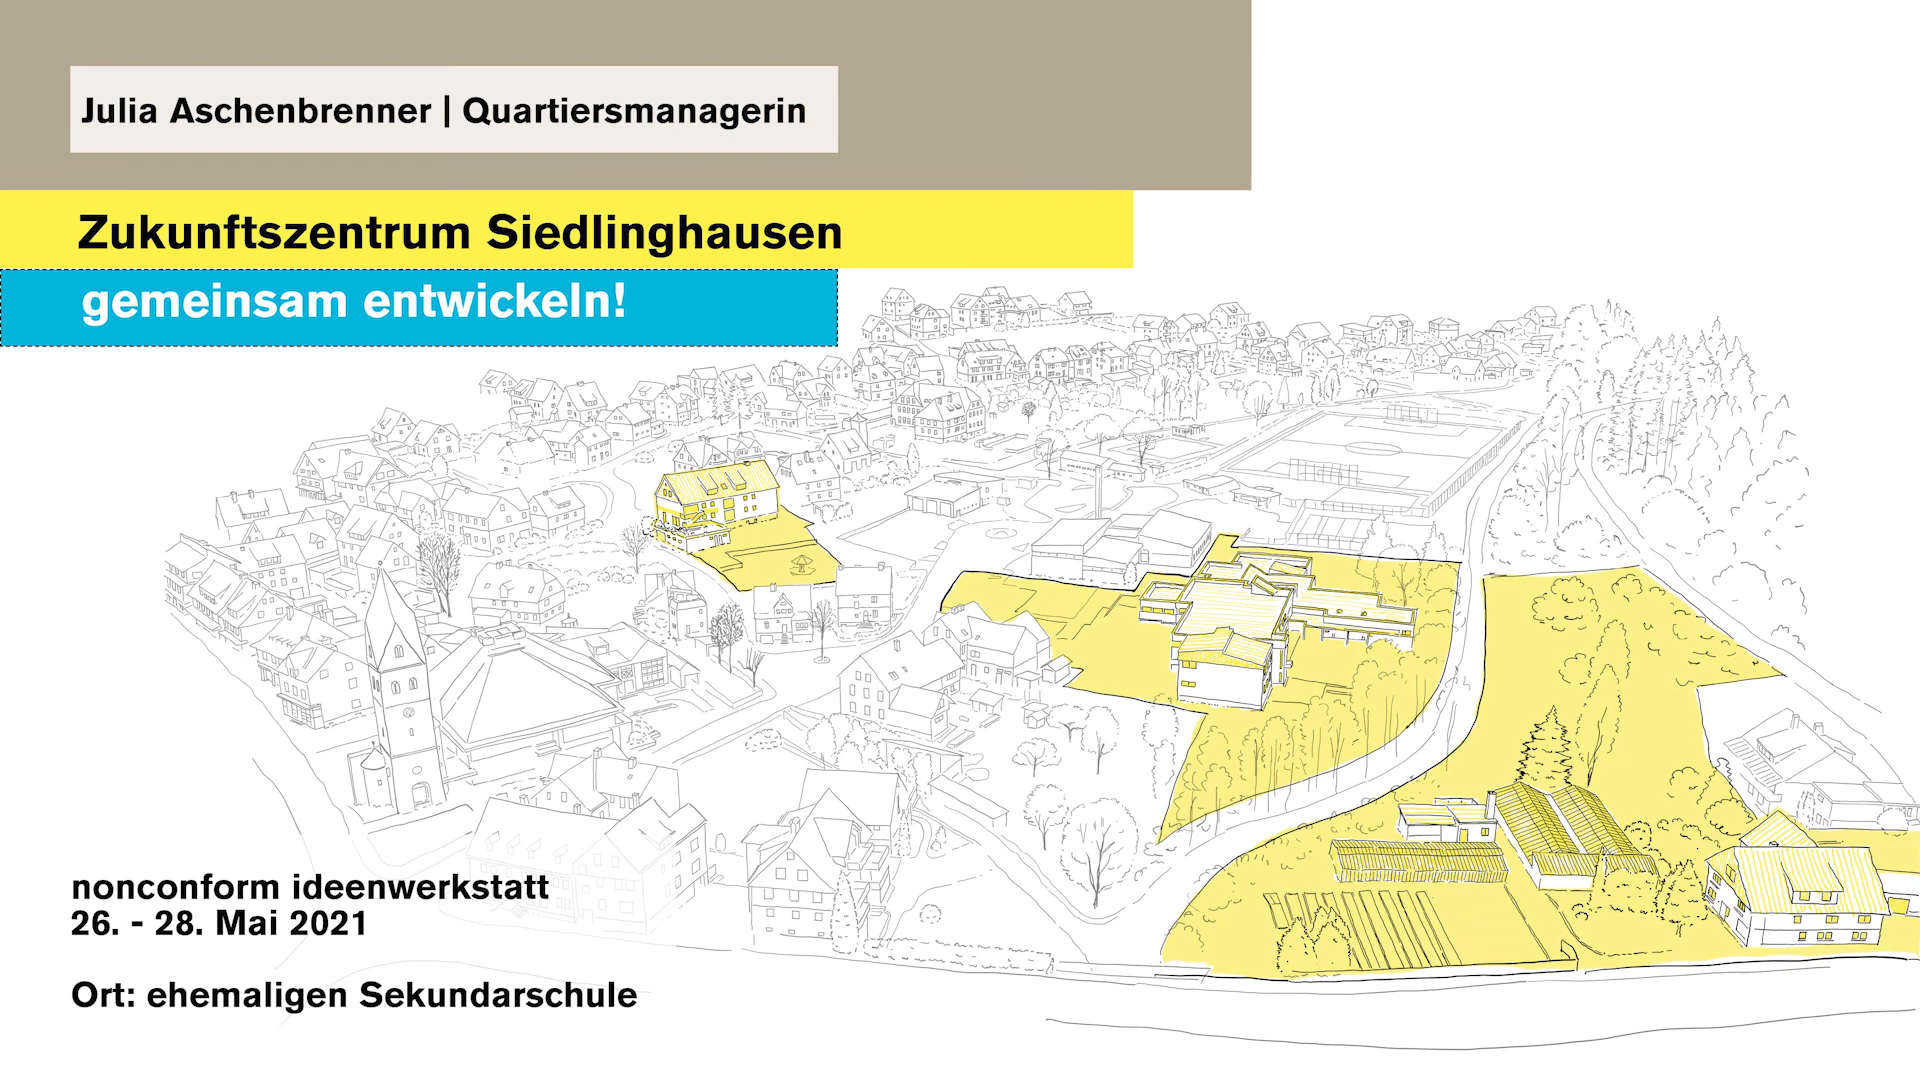 Julia Aschenbrenner | Quartiersmanagerin
Zukunftszentrum Siedlinghausen
gemeinsam entwickeln!
nonconform ideenwerkstatt
26. - 28. Mai 2021
Ort: ehemaligen Sekundarschule